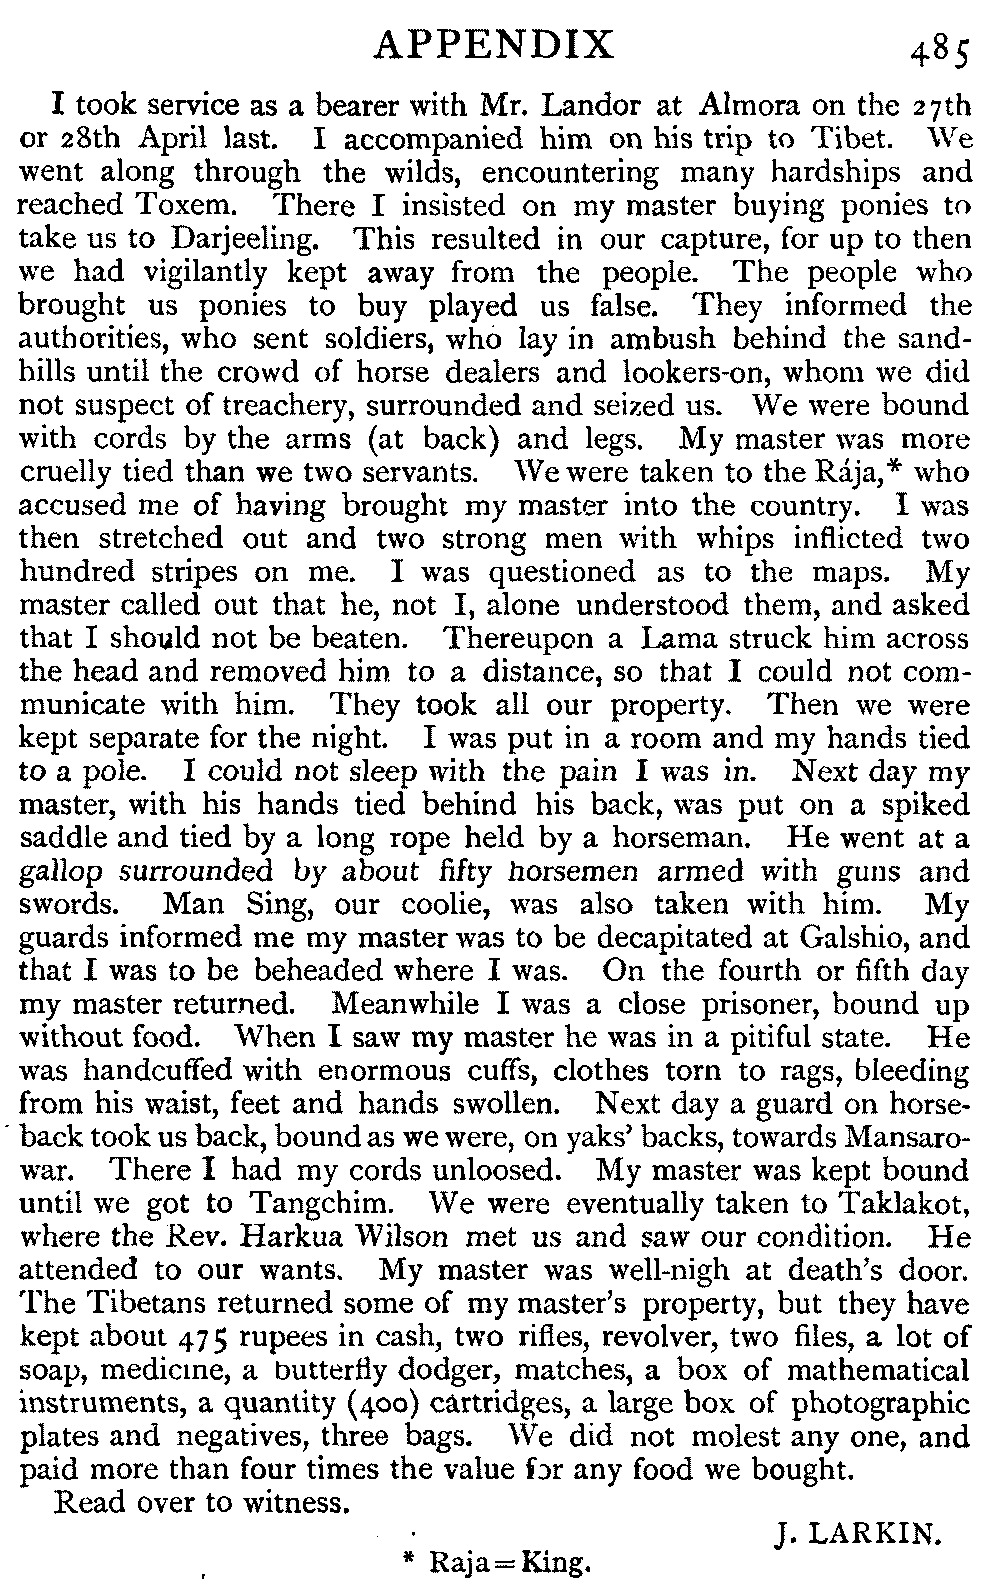 APPENDIX 485
I took service as a bearer with Mr. Landor at Almora on the 27th
or 28th April last. I accompanied him on his trip to Tibet. We
went along through the wilds, encountering many hardships and
reached Toxem. There I insisted on my master buying ponies to
take us to Darjeeling. This resulted in our capture, for up to then
we had vigilantly kept away from the people. The people who
brought us ponies to buy played us false. They informed the
authorities, who sent soldiers, who lay in ambush behind the sand-
hills until the crowd of horse dealers and lookers-on, whom we did
not suspect of treachery, surrounded and seized us. We were bound
with cords by the arms (at back) and legs. My master was more
cruelly tied than we two servants. We were taken to the Rája,* who
accused me of having brought my master into the country. I was
then stretched out and two strong men with whips inflicted two
hundred stripes on me. I was questioned as to the maps. My
master called out that he, not I, alone understood them, and asked
that I should not be beaten. Thereupon a Lama struck him across
the head and removed him to a distance, so that I could not com-
municate with him. They took all our property. Then we were
kept separate for the night. I was put in a room and my hands tied
to a pole. I could not sleep with the pain I was in. Next day my
master, with his hands tied behind his back, was put on a spiked
saddle and tied by a long rope held by a horseman. He went at a
gallop surrounded by about fifty horsemen armed with guns and
swords. Man Sing, our coolie, was also taken with him. My
guards informed me my master was to be decapitated at Galshio, and
that I was to be beheaded where I was. On the fourth or fifth day
my master returned. Meanwhile I was a close prisoner, bound up
without food. When I saw my master he was in a pitiful state. He
was handcuffed with enormous cuffs, clothes torn to rags, bleeding
from his waist, feet and hands swollen. Next day a guard on horse-
back took us back, bound as we were, on yaks' backs, towards Mansaro-
war. There I had my cords unloosed. My master was kept bound
until we got to Tangchim. We were eventually taken to Taklakot,
where the Rev. Harkua Wilson met us and saw our condition. He
attended to our wants. My master was well-nigh at death's door.
The Tibetans returned some of my master's property, but they have
kept about 475 rupees in cash, two rifles, revolver, two files, a lot of
soap, medicine, a butterfly dodger, matches, a box of mathematical
instruments, a quantity (400) cartridges, a large box of photographic
plates and negatives, three bags. We did not molest any one, and
paid more than four times the value for any food we bought.
Read over to witness.
J. LARKIN.
* Raja=King.